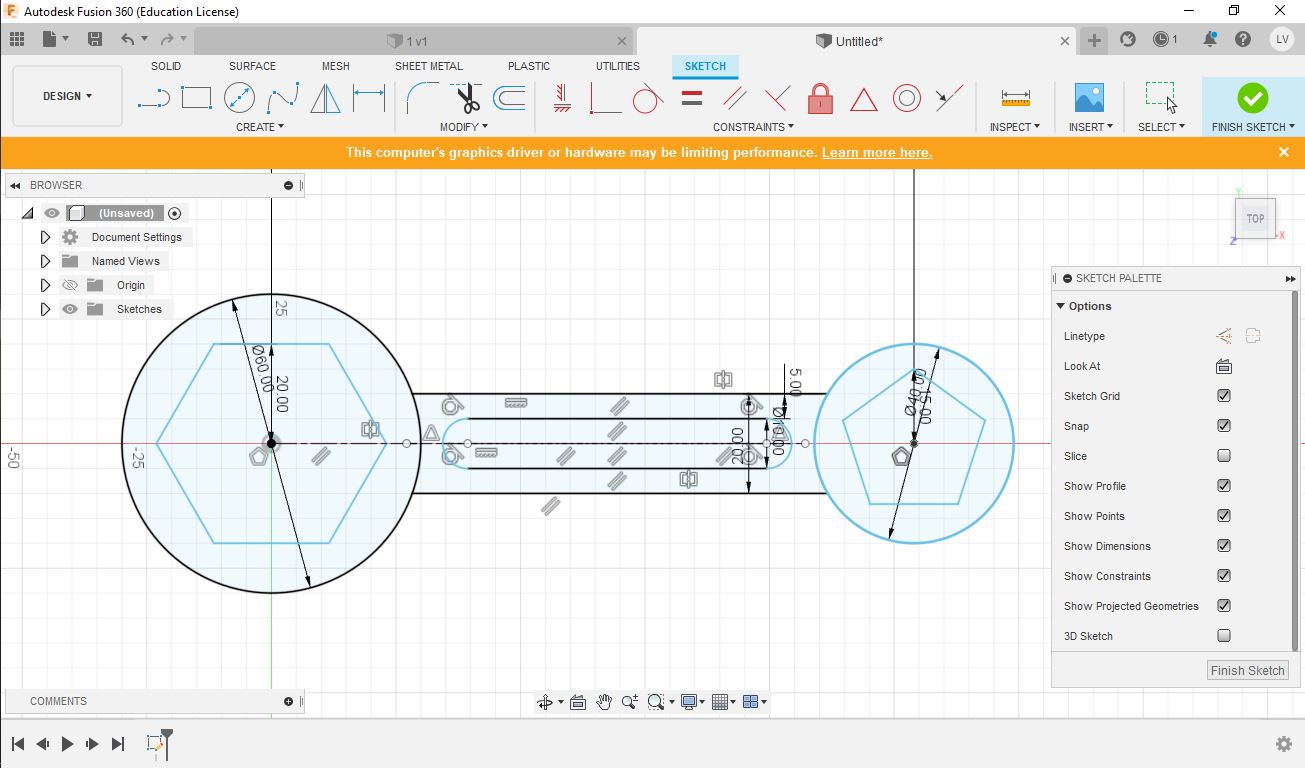 Autodesk Fusion 360 (Education License)
1 v1
Untitled*
1
LV
DESIGN
SOLID
SURFACE
MESH
SHEET METAL
PLASTIC
UTILITIES
SKETCH
CREATE
MODIFY
CONSTRAINTS
INSPECT
INSERT
SELECT
FINISH SKETCH
This computer's graphics driver or hardware may be limiting performance. Learn more here.
BROWSER
(Unsaved)
Document Settings
Named Views
Origin
Sketches
Y
TOP
X
Z
SKETCH PALETTE
Options
Linetype
Look At
Sketch Grid
Snap
Slice
Show Profile
Show Points
Show Dimensions
Show Constraints
Show Projected Geometries
3D Sketch
Finish Sketch
25
Ø60.00
20.00
-50
-25
5.00
20.00
Ø10.00
15.00
COMMENTS